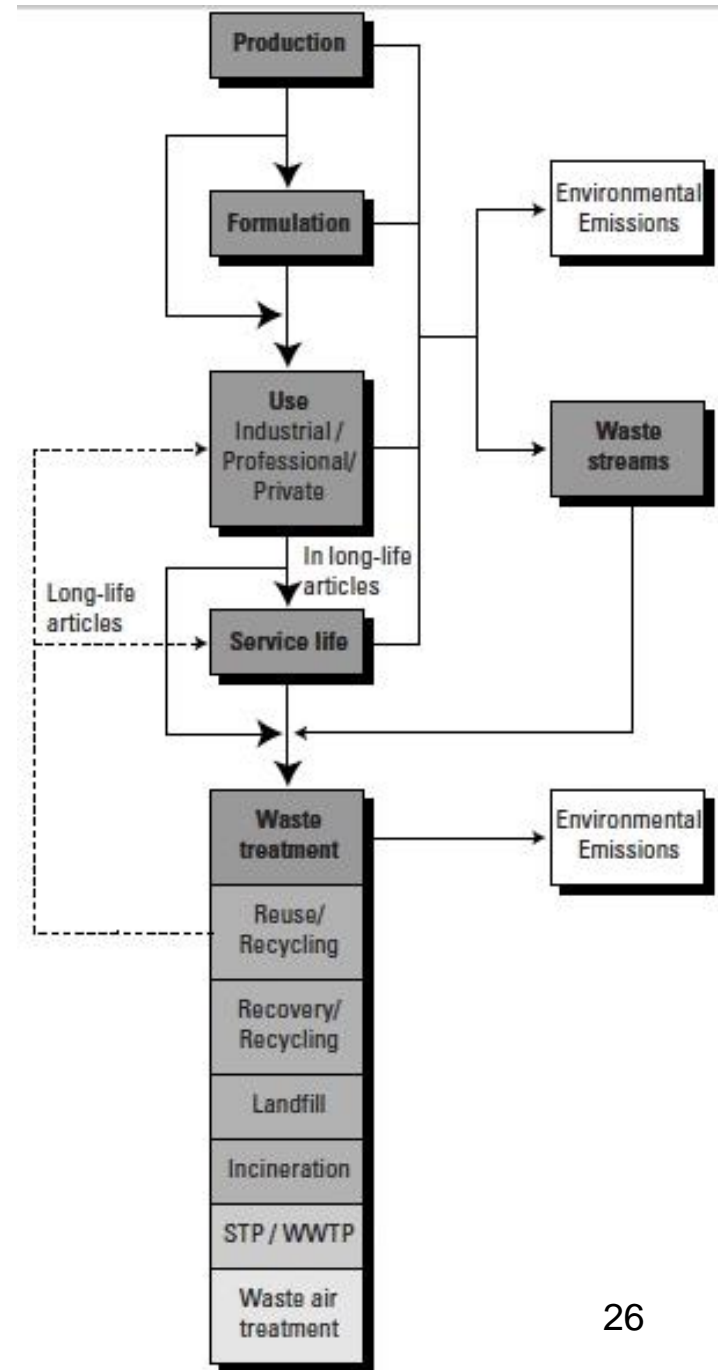 Production
Formulation
Environmental
Emissions
Use
Industrial /
Professional/
Private
Waste
streams
In long-life
articles
Long-life
articles
Service life
Waste
treatment
Environmental
Emissions
Reuse/
Recycling
Recovery/
Recycling
Landfill
Incineration
STP / WWTP
Waste air
treatment
26